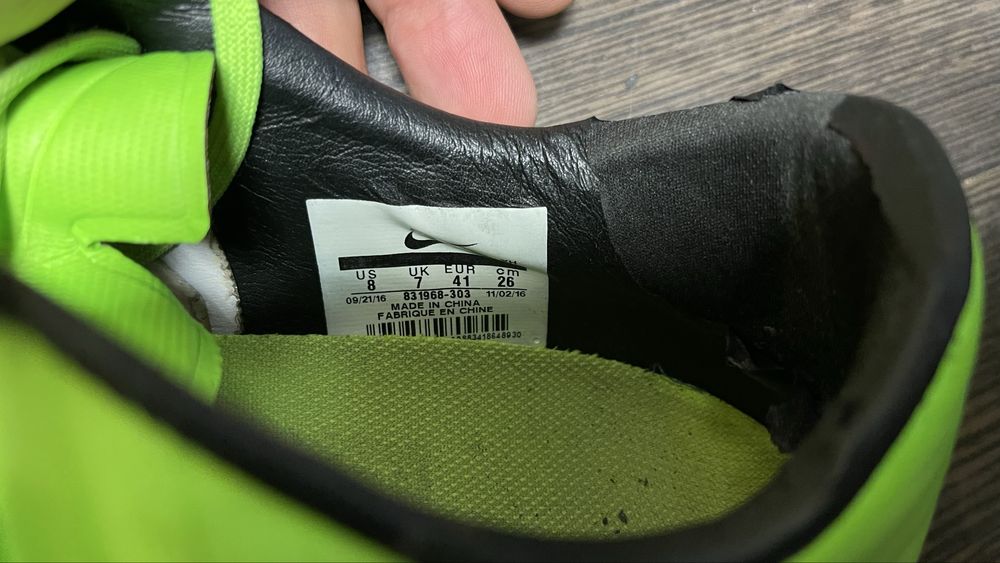 US UK EUR cm
8 7 41 26
09/21/16 831968-303 11/02/16
MADE IN CHINA
FABRIQUE EN CHINE